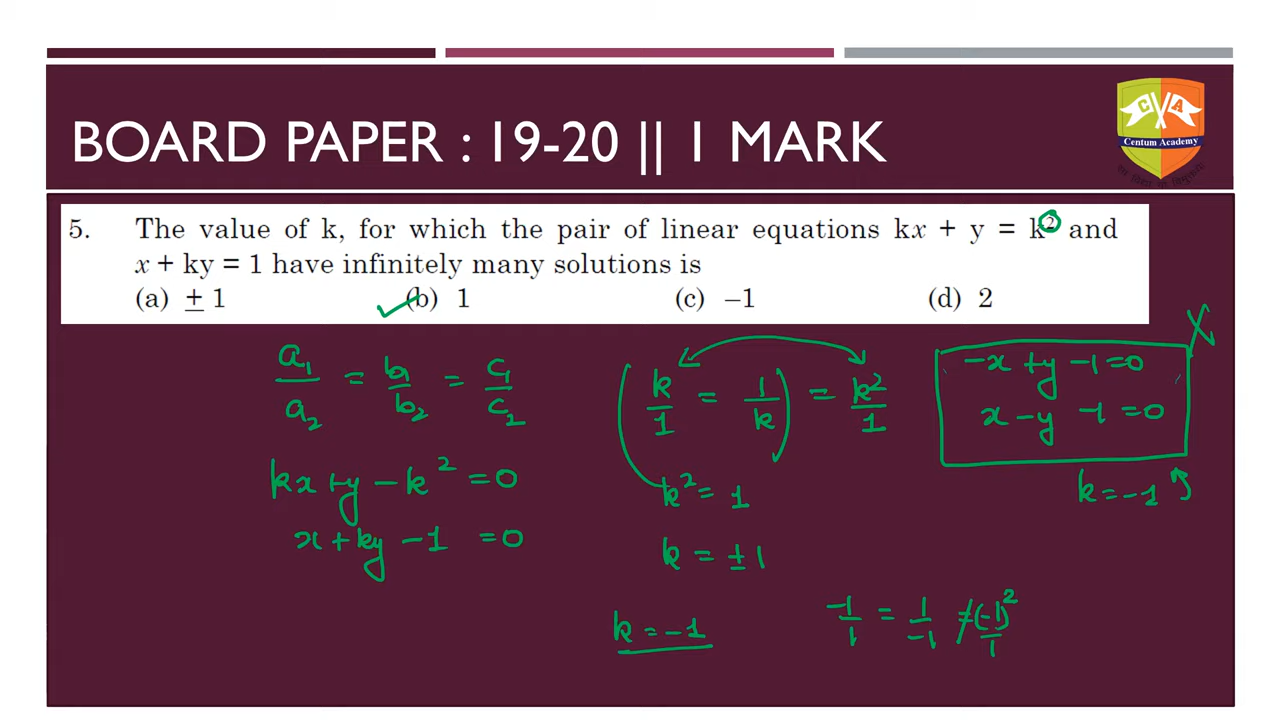 BOARD PAPER : 19-20 || 1 MARK
C A
Centum Academy
5. The value of k, for which the pair of linear equations kx + y = k² and
x + ky = 1 have infinitely many solutions is
(a) ± 1 (b) 1 (c) –1 (d) 2
a₁/a₂ = b₁/b₂ = c₁/c₂
kx + y - k² = 0
x + ky - 1 = 0
(k/1 = 1/k) = k²/1
k² = 1
k = ± 1
k = -1
-1/1 = 1/-1 ≠ (-1)²/1
-x + y - 1 = 0
x - y - 1 = 0
k = -1